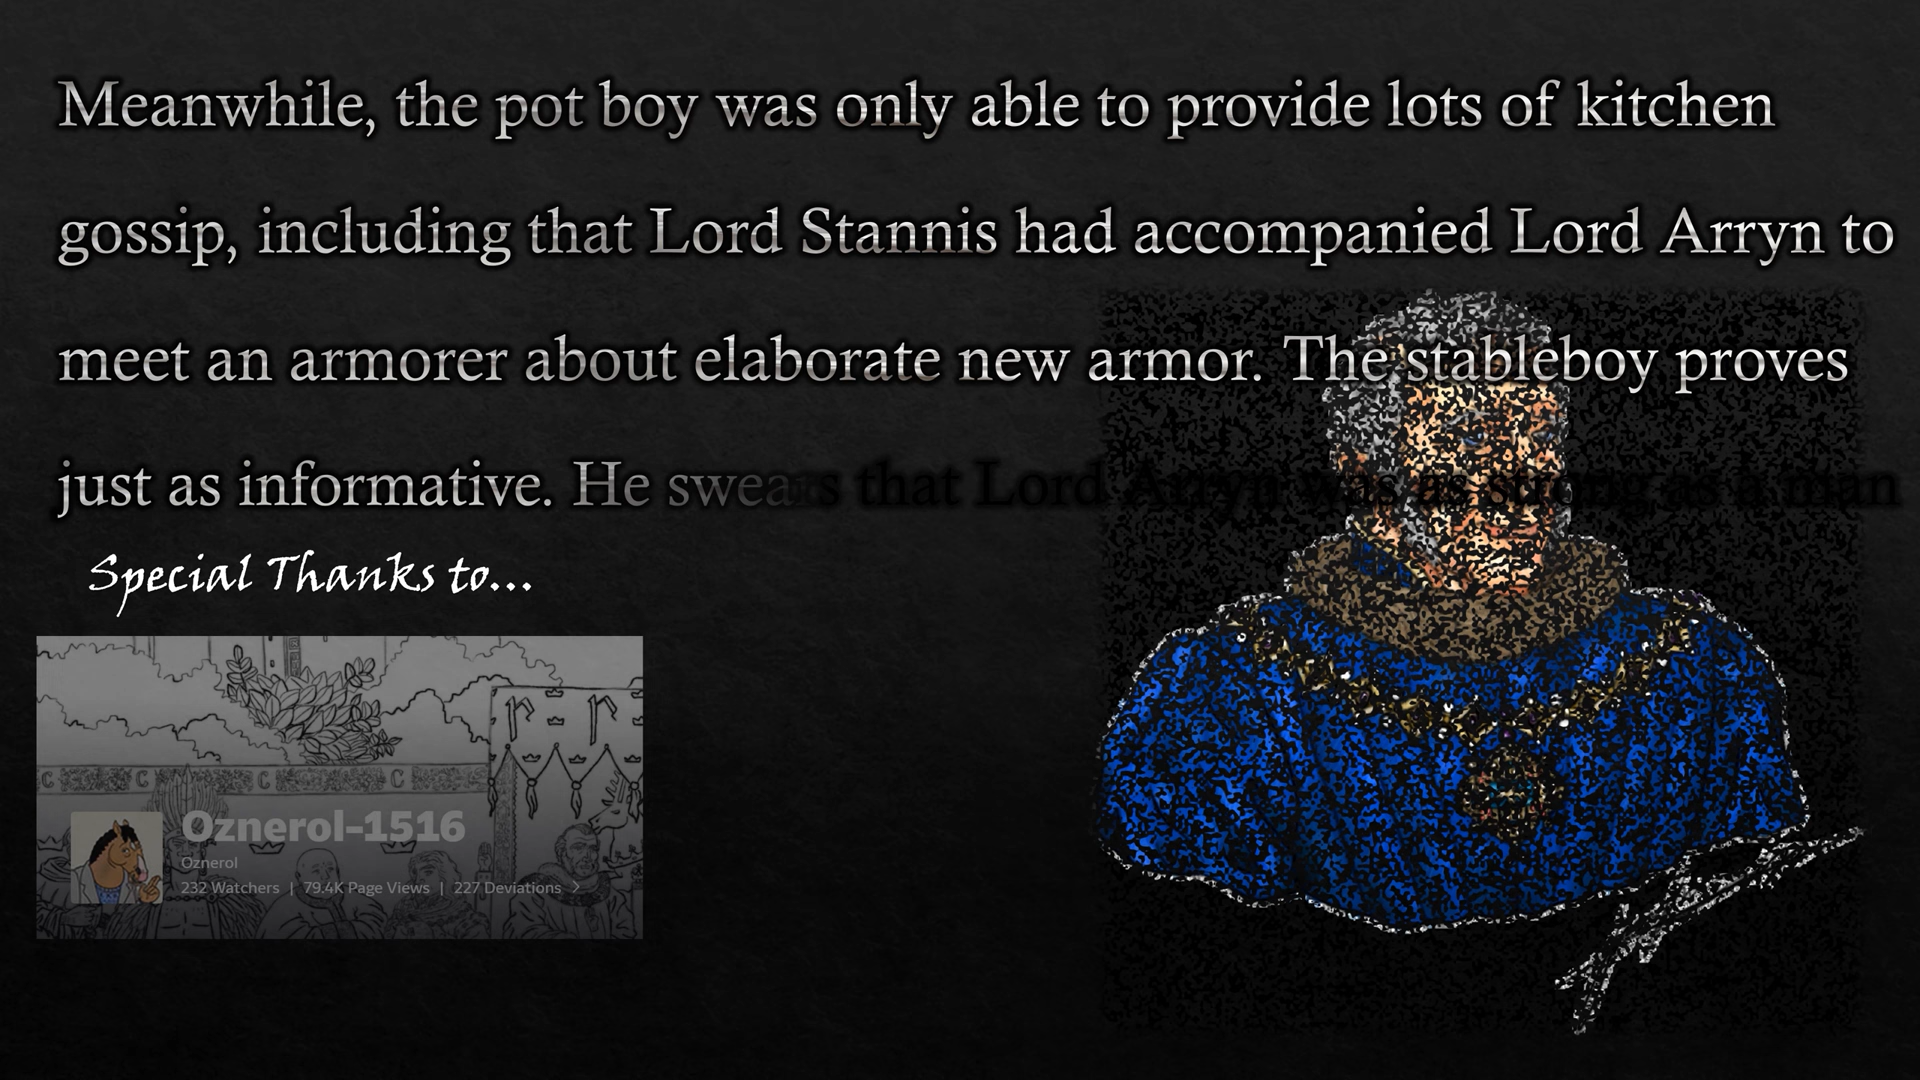 Meanwhile, the pot boy was only able to provide lots of kitchen
gossip, including that Lord Stannis had accompanied Lord Arryn to
meet an armorer about elaborate new armor. The stableboy proves
just as informative. He swears that Lord Arryn was as strong as a man
Special Thanks to...
r r
C C C
Oznerol-1516
Oznerol
232 Watchers | 79.4K Page Views | 227 Deviations >